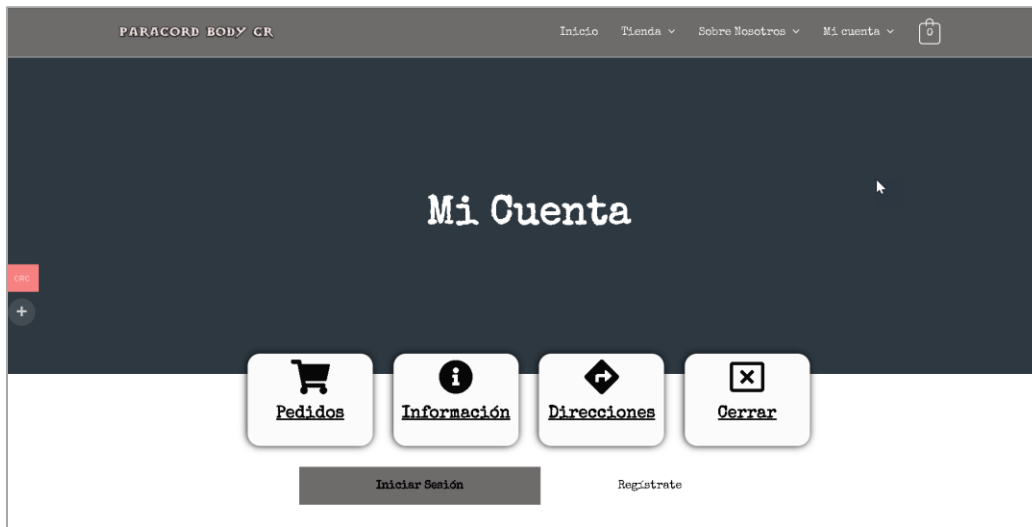 PARACORD BODY CR
Inicio Tienda Sobre Nosotros Mi cuenta 0
Mi Cuenta
CRC
Pedidos Información Direcciones Cerrar
Iniciar Sesión Regístrate